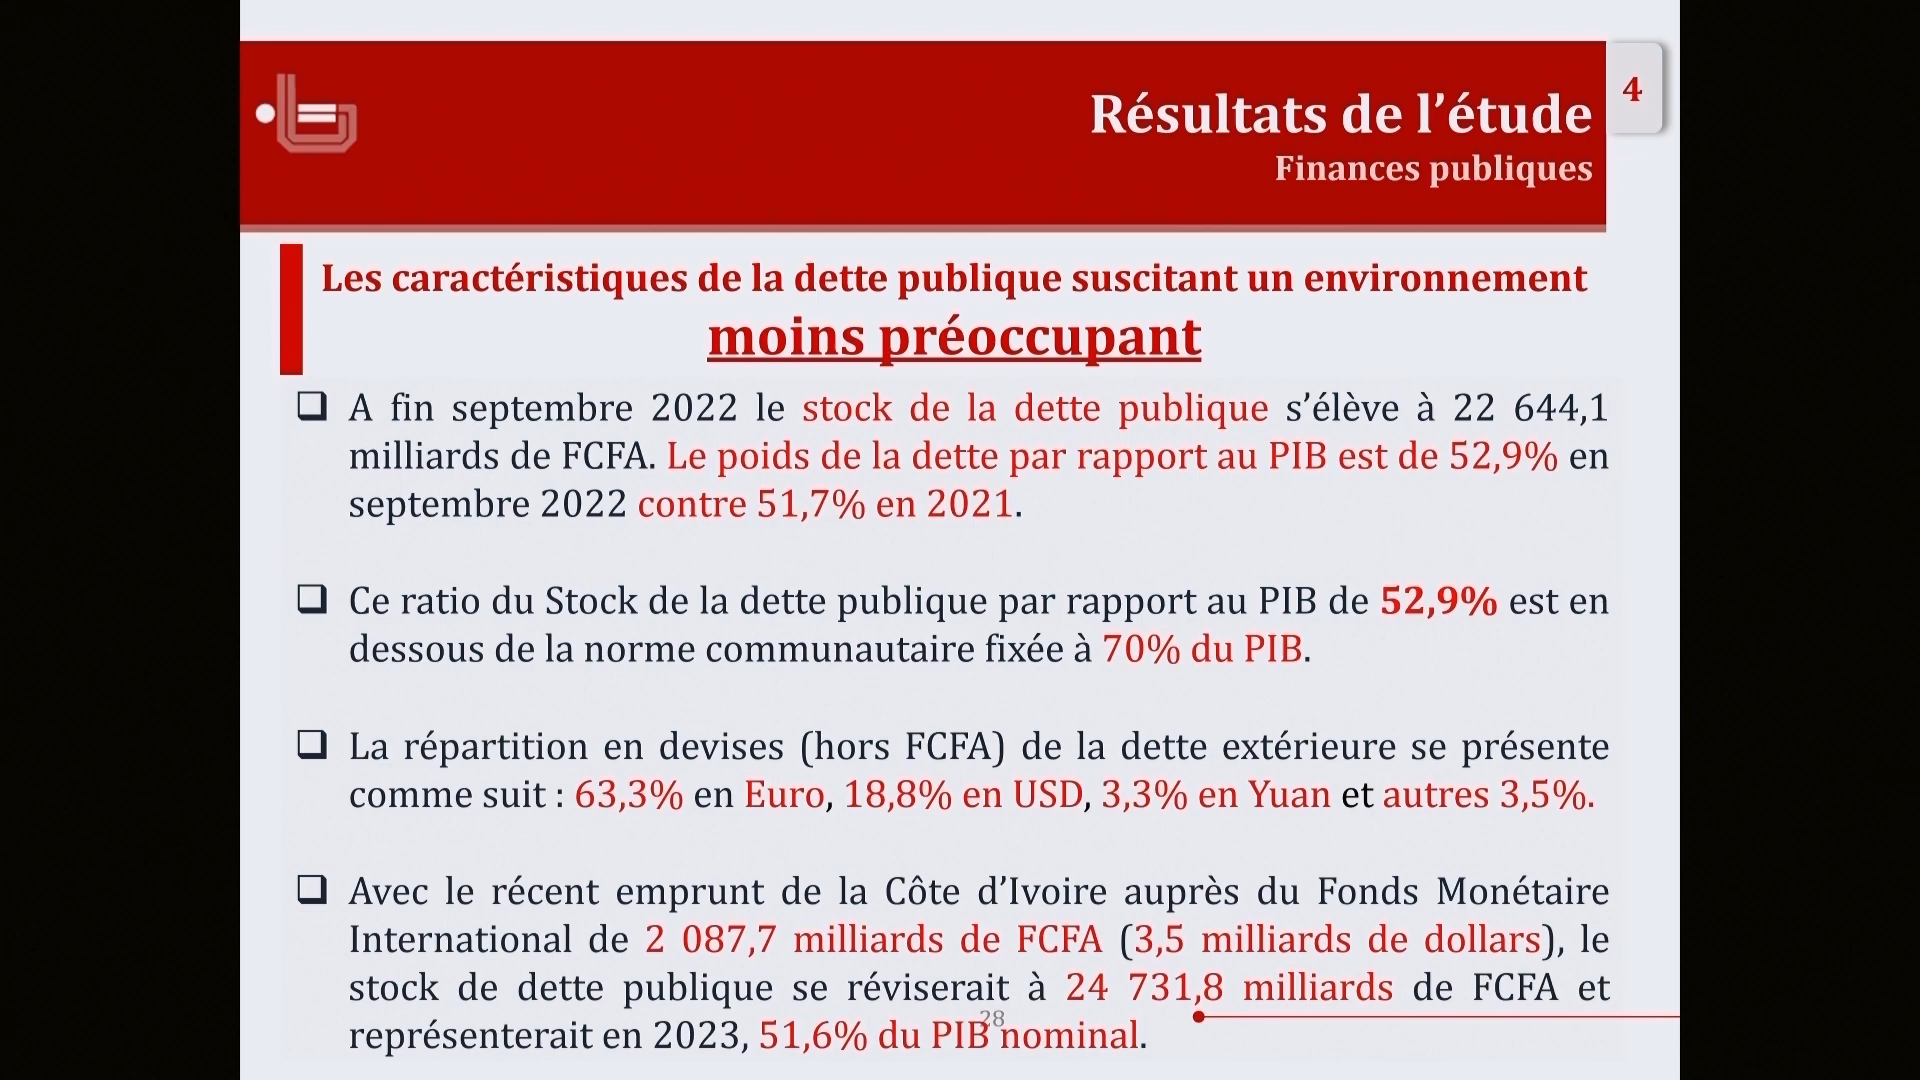 Résultats de l’étude
4
Finances publiques
Les caractéristiques de la dette publique suscitant un environnement
moins préoccupant
❑ A fin septembre 2022 le stock de la dette publique s’élève à 22 644,1
milliards de FCFA. Le poids de la dette par rapport au PIB est de 52,9% en
septembre 2022 contre 51,7% en 2021.
❑ Ce ratio du Stock de la dette publique par rapport au PIB de 52,9% est en
dessous de la norme communautaire fixée à 70% du PIB.
❑ La répartition en devises (hors FCFA) de la dette extérieure se présente
comme suit : 63,3% en Euro, 18,8% en USD, 3,3% en Yuan et autres 3,5%.
❑ Avec le récent emprunt de la Côte d’Ivoire auprès du Fonds Monétaire
International de 2 087,7 milliards de FCFA (3,5 milliards de dollars), le
stock de dette publique se réviserait à 24 731,8 milliards de FCFA et
représenterait en 2023, 51,6% du PIB nominal.
28